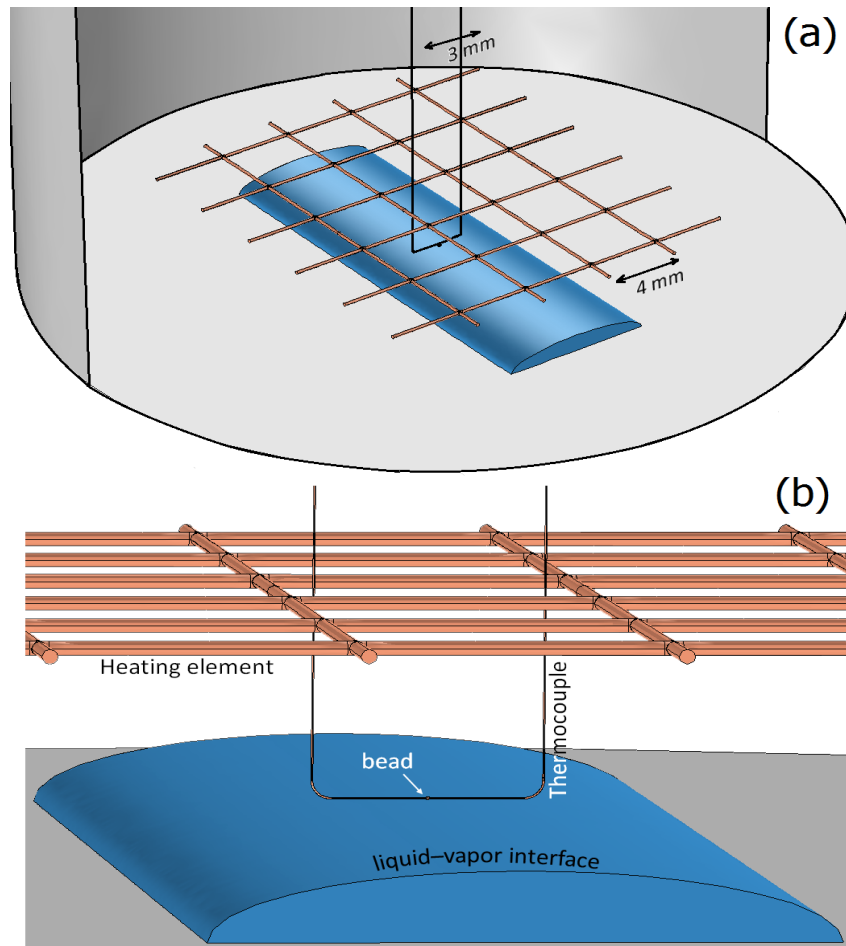 (a)
3 mm
4 mm
(b)
Heating element
Thermocouple
bead
liquid–vapor interface